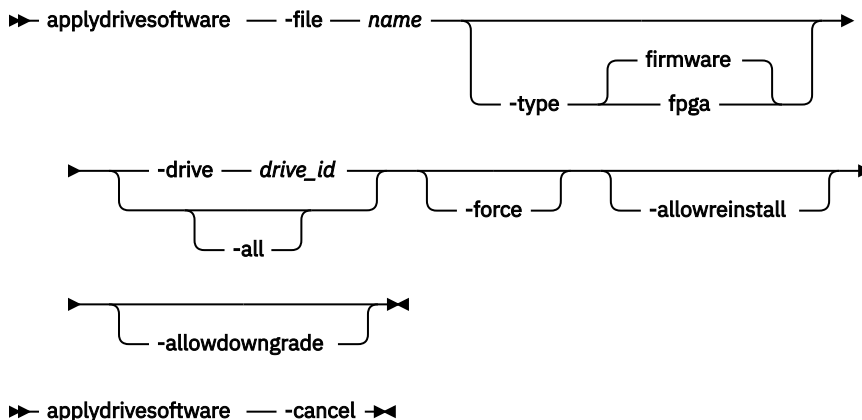 applydrivesoftware -file name
firmware
-type fpga
-drive drive_id
-force -allowreinstall
-all
-allowdowngrade
applydrivesoftware -cancel